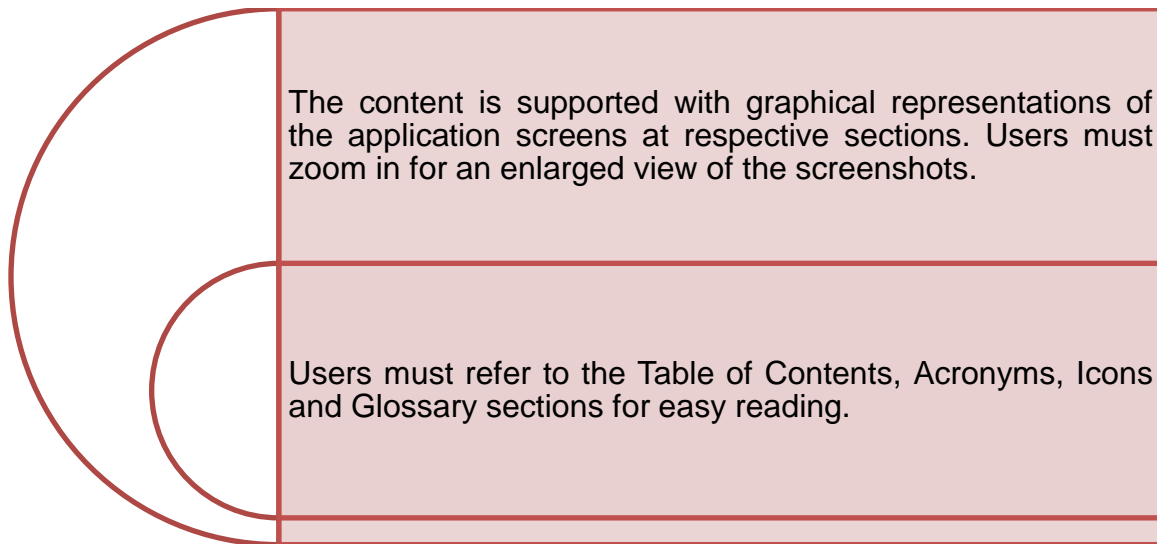 The content is supported with graphical representations of
the application screens at respective sections. Users must
zoom in for an enlarged view of the screenshots.
Users must refer to the Table of Contents, Acronyms, Icons
and Glossary sections for easy reading.